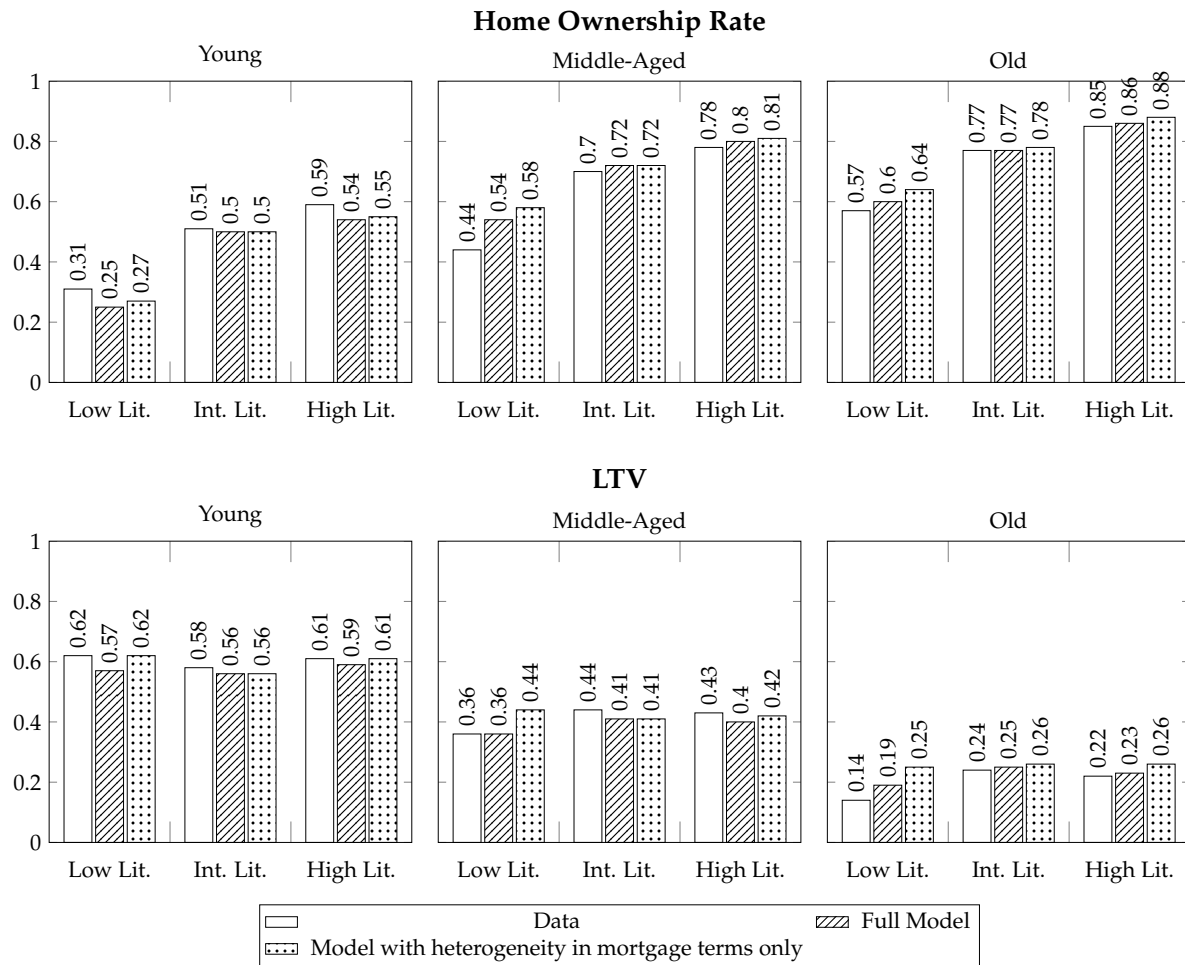 Home Ownership Rate
Young Middle-Aged Old
1
0.8
0.6
0.4
0.2
0
0.31 0.25 0.27 0.51 0.5 0.5 0.59 0.54 0.55
0.44 0.54 0.58 0.7 0.72 0.72 0.78 0.8 0.81
0.57 0.6 0.64 0.77 0.77 0.78 0.85 0.86 0.88
Low Lit. Int. Lit. High Lit. Low Lit. Int. Lit. High Lit. Low Lit. Int. Lit. High Lit.
LTV
Young Middle-Aged Old
1
0.8
0.6
0.4
0.2
0
0.62 0.57 0.62 0.58 0.56 0.56 0.61 0.59 0.61
0.36 0.36 0.44 0.44 0.41 0.41 0.43 0.4 0.42
0.14 0.19 0.25 0.24 0.25 0.26 0.22 0.23 0.26
Low Lit. Int. Lit. High Lit. Low Lit. Int. Lit. High Lit. Low Lit. Int. Lit. High Lit.
Data Full Model
Model with heterogeneity in mortgage terms only